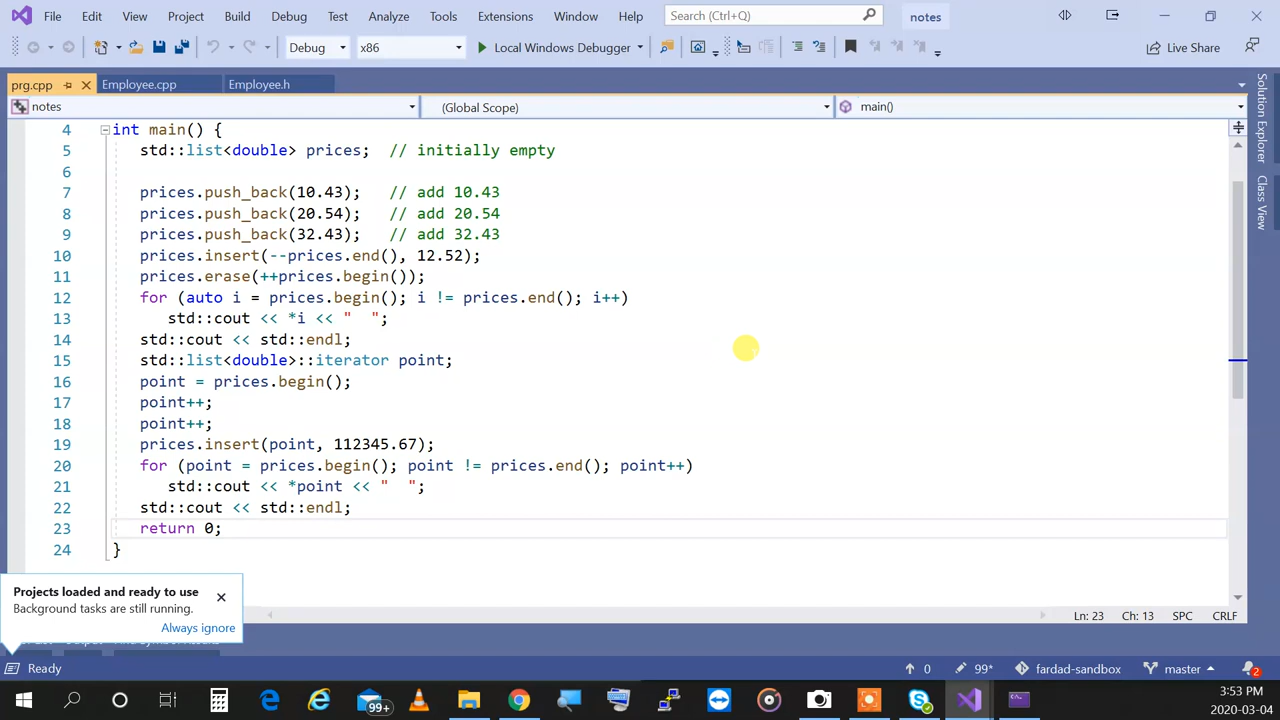 File Edit View Project Build Debug Test Analyze Tools Extensions Window Help Search (Ctrl+Q) notes
Debug x86 Local Windows Debugger Live Share
prg.cpp Employee.cpp Employee.h
notes (Global Scope) main()
Solution Explorer
Class View
4 int main() {
5 std::list<double> prices; // initially empty
6
7 prices.push_back(10.43); // add 10.43
8 prices.push_back(20.54); // add 20.54
9 prices.push_back(32.43); // add 32.43
10 prices.insert(--prices.end(), 12.52);
11 prices.erase(++prices.begin());
12 for (auto i = prices.begin(); i != prices.end(); i++)
13 std::cout << *i << "  ";
14 std::cout << std::endl;
15 std::list<double>::iterator point;
16 point = prices.begin();
17 point++;
18 point++;
19 prices.insert(point, 112345.67);
20 for (point = prices.begin(); point != prices.end(); point++)
21 std::cout << *point << "  ";
22 std::cout << std::endl;
23 return 0;
24 }
Projects loaded and ready to use
Background tasks are still running.
Always ignore
Ln: 23 Ch: 13 SPC CRLF
Ready 0 99* fardad-sandbox master 2
99+
3:53 PM
2020-03-04
2